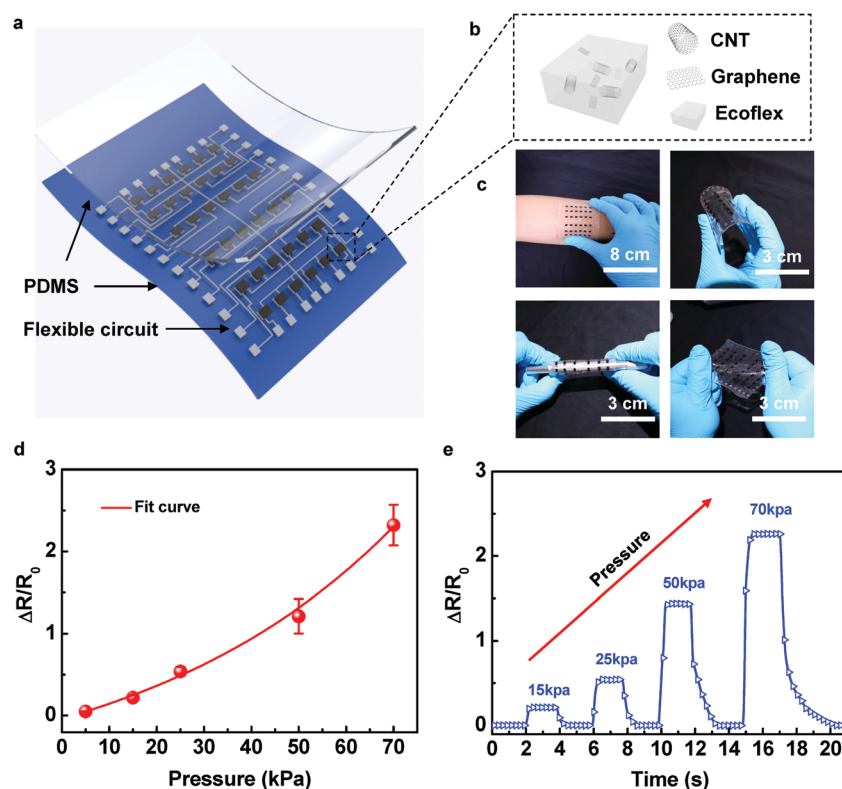 a
PDMS
Flexible circuit
b
CNT
Graphene
Ecoflex
c
8 cm
3 cm
3 cm
3 cm
d
3
2
1
0
ΔR/R0
Fit curve
0 10 20 30 40 50 60 70
Pressure (kPa)
e
3
2
1
0
ΔR/R0
Pressure
15kpa
25kpa
50kpa
70kpa
0 2 4 6 8 10 12 14 16 18 20
Time (s)